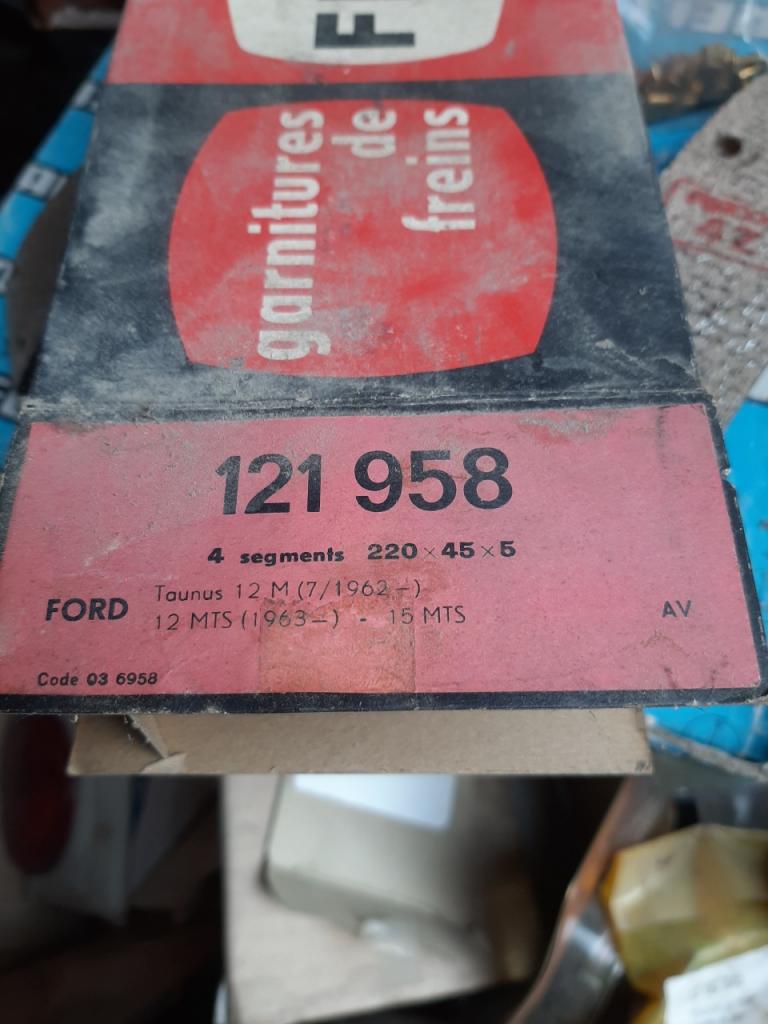 F
garnitures
de
freins
121 958
4 segments 220×45×5
FORD
Taunus 12 M (7/1962–)
12 MTS (1963–) - 15 MTS
AV
Code 03 6958